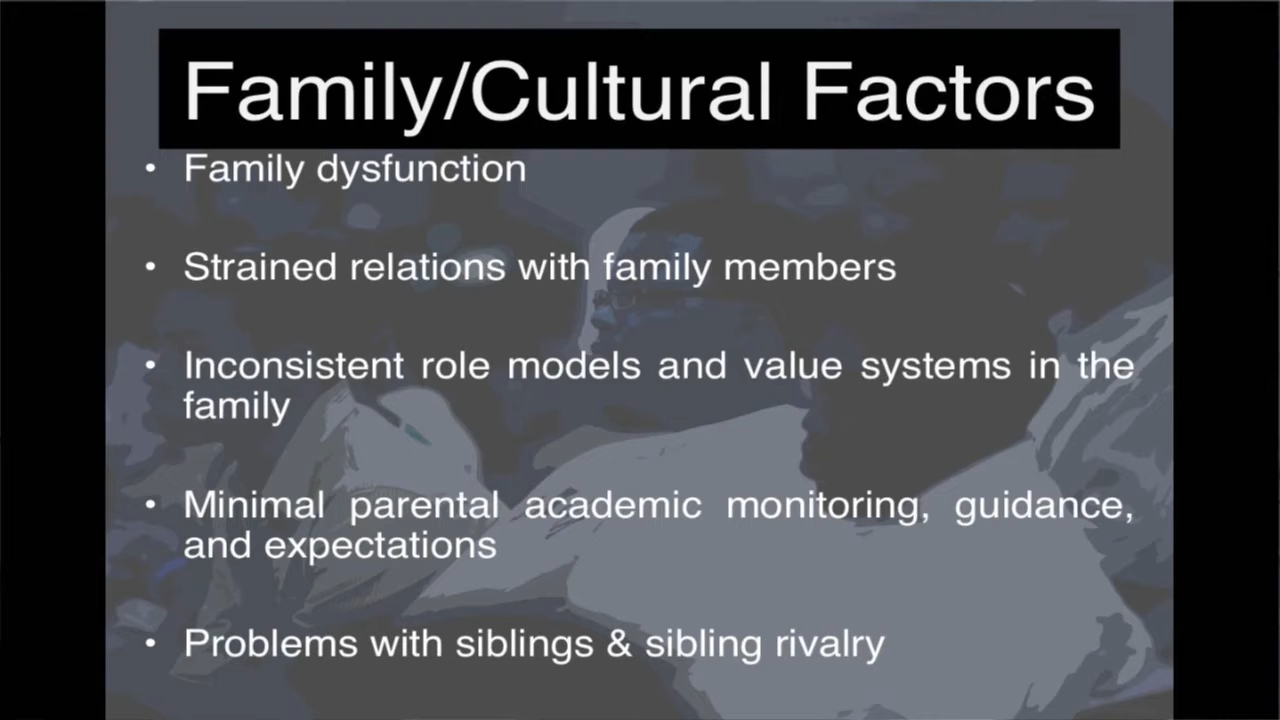 Family/Cultural Factors
• Family dysfunction
• Strained relations with family members
• Inconsistent role models and value systems in the
family
• Minimal parental academic monitoring, guidance,
and expectations
• Problems with siblings & sibling rivalry